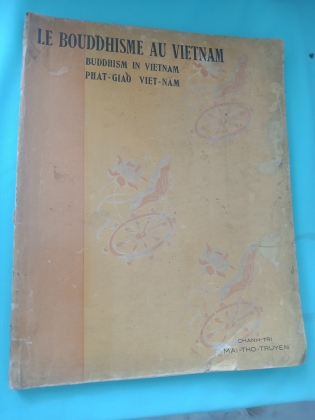 LE BOUDDHISME AU VIETNAM
BUDDHISM IN VIETNAM
PHAT-GIAO VIET-NAM
CHANH-TRI
MAI-THO-TRUYEN